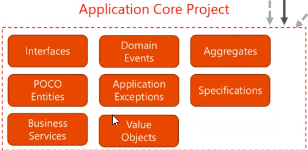 Application Core Project
Interfaces
Domain
Events
Aggregates
POCO
Entities
Application
Exceptions
Specifications
Business
Services
Value
Objects